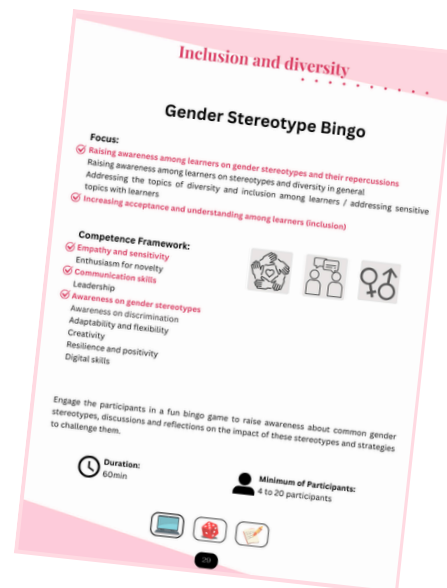 Inclusion and diversity
Gender Stereotype Bingo
Focus:
Raising awareness among learners on gender stereotypes and their repercussions
Raising awareness among learners on stereotypes and diversity in general
Addressing the topics of diversity and inclusion among learners / addressing sensitive
topics with learners
Increasing acceptance and understanding among learners (inclusion)
Competence Framework:
Empathy and sensitivity
Enthusiasm for novelty
Communication skills
Leadership
Awareness on gender stereotypes
Awareness on discrimination
Adaptability and flexibility
Creativity
Resilience and positivity
Digital skills
Engage the participants in a fun bingo game to raise awareness about common gender
stereotypes, discussions and reflections on the impact of these stereotypes and strategies
to challenge them.
Duration:
60min
Minimum of Participants:
4 to 20 participants
29